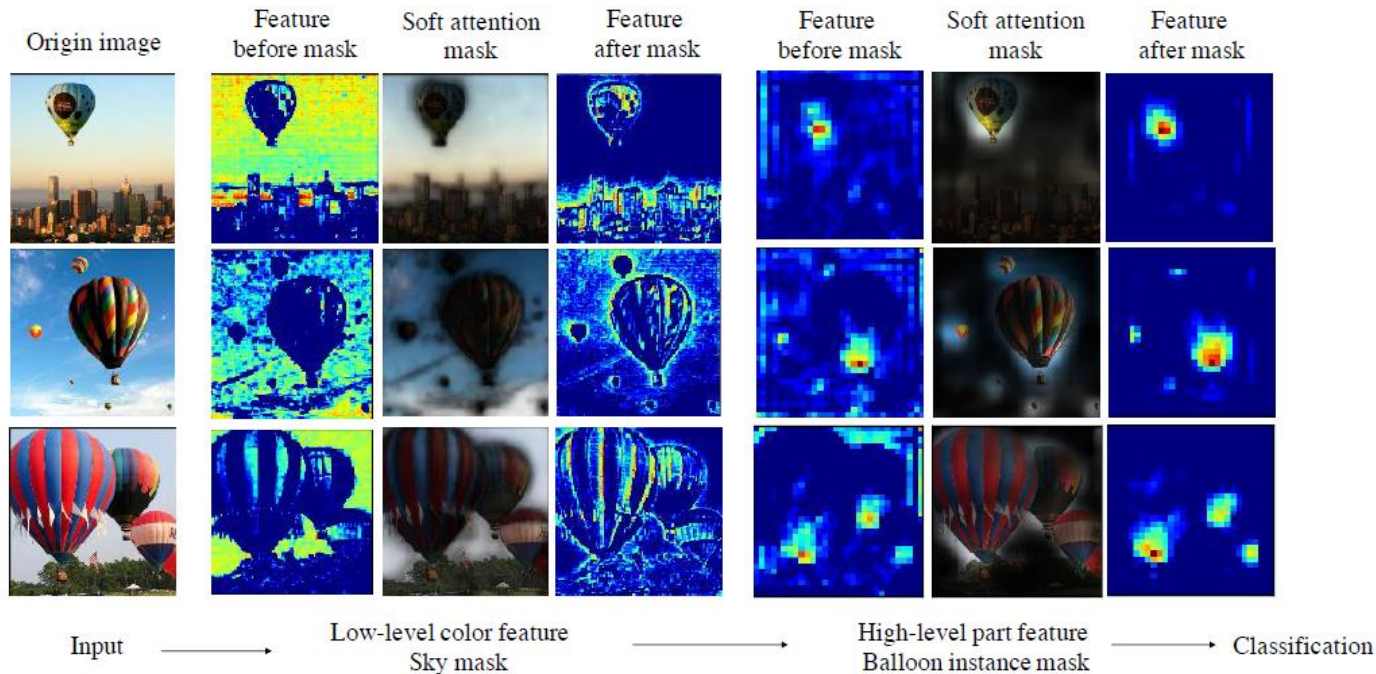 Origin image
Feature
before mask
Soft attention
mask
Feature
after mask
Feature
before mask
Soft attention
mask
Feature
after mask
Input
Low-level color feature
Sky mask
High-level part feature
Balloon instance mask
Classification